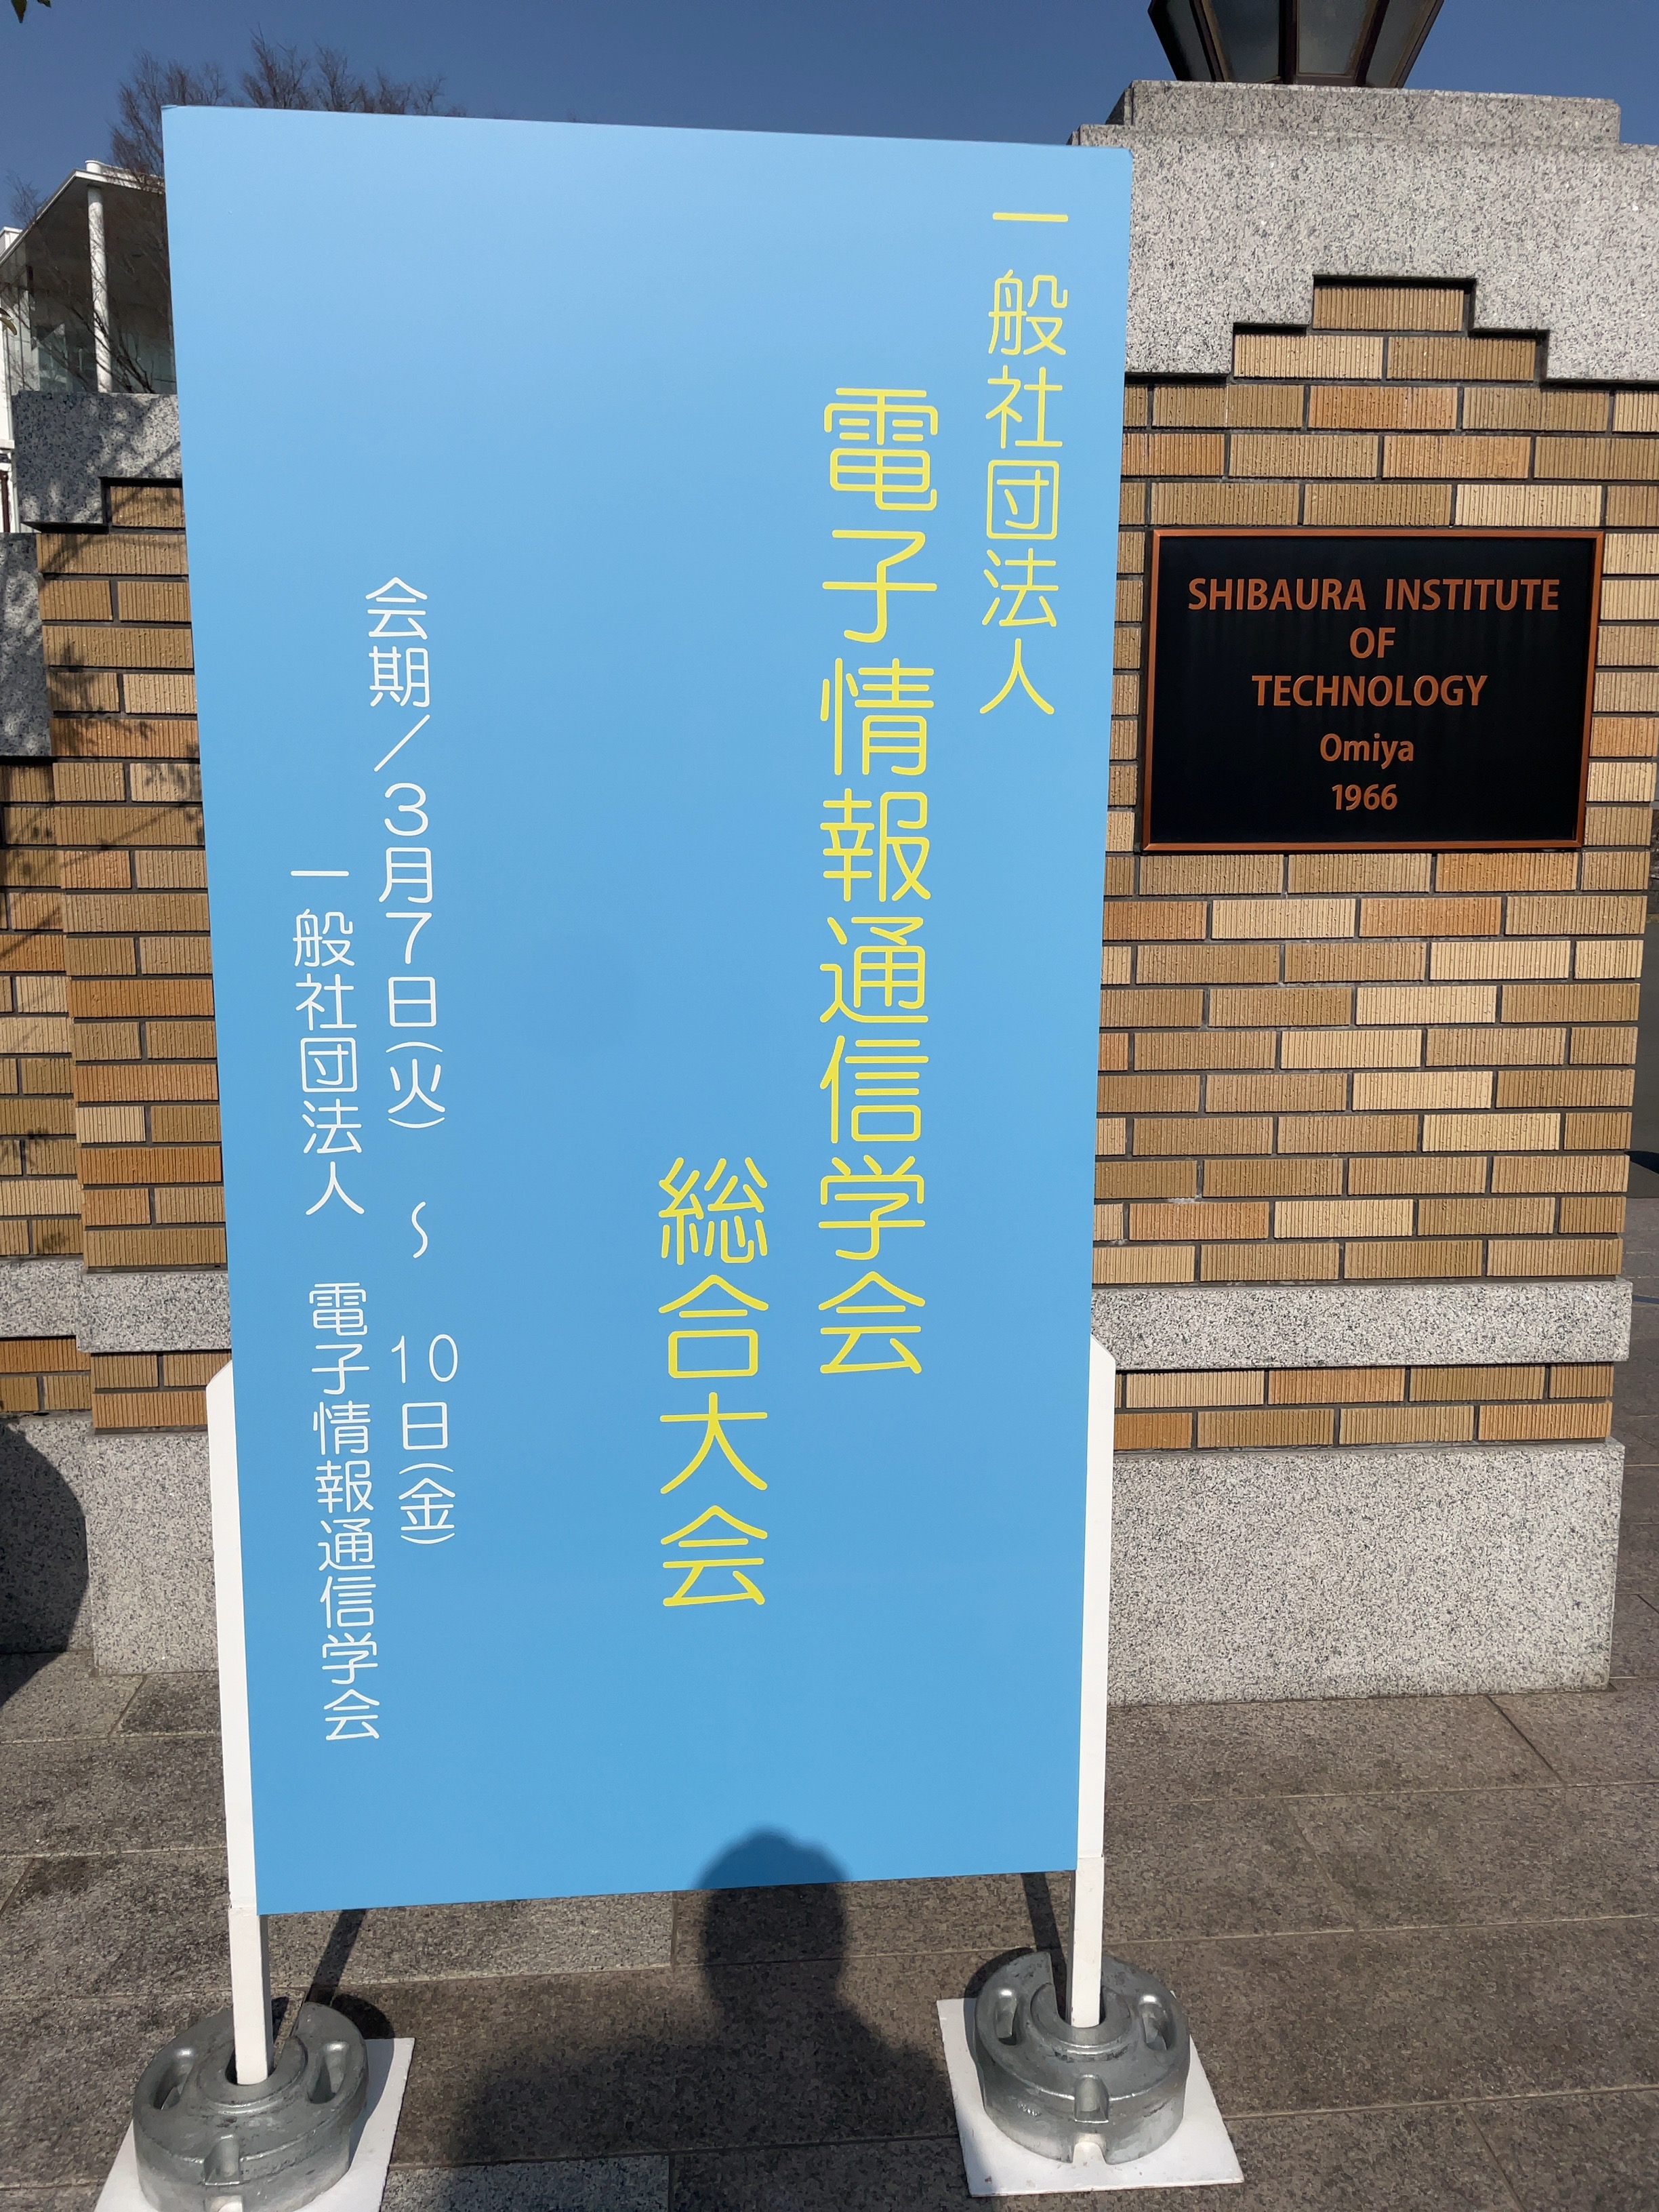 一般社団法人
電子情報通信学会
総合大会
会期/3月7日(火) ~ 10日(金)
一般社団法人 電子情報通信学会
SHIBAURA INSTITUTE
OF
TECHNOLOGY
Omiya
1966